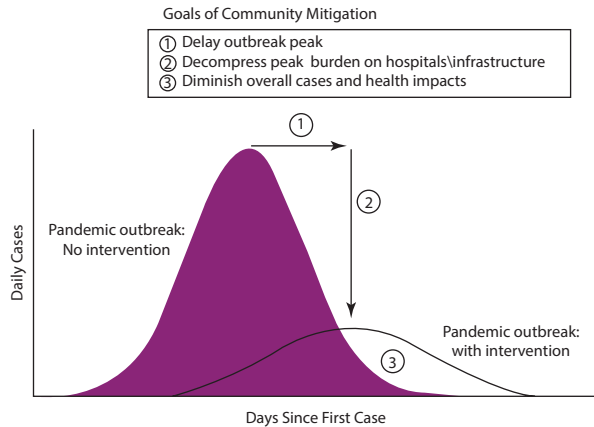 Goals of Community Mitigation
① Delay outbreak peak
② Decompress peak burden on hospitals\infrastructure
③ Diminish overall cases and health impacts
①
②
Pandemic outbreak:
No intervention
Daily Cases
Pandemic outbreak:
with intervention
③
Days Since First Case